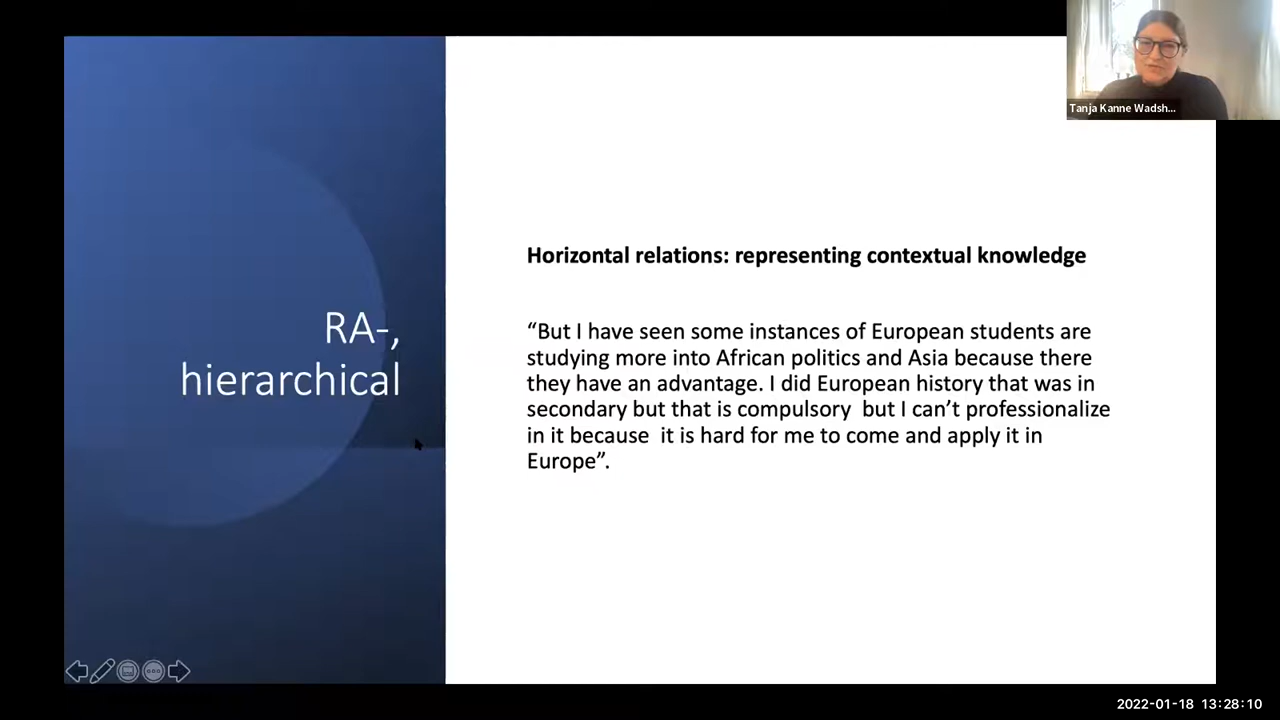 Tanja Kanne Wadsh...
RA-,
hierarchical
Horizontal relations: representing contextual knowledge
“But I have seen some instances of European students are
studying more into African politics and Asia because there
they have an advantage. I did European history that was in
secondary but that is compulsory  but I can’t professionalize
in it because  it is hard for me to come and apply it in
Europe”.
2022-01-18 13:28:10